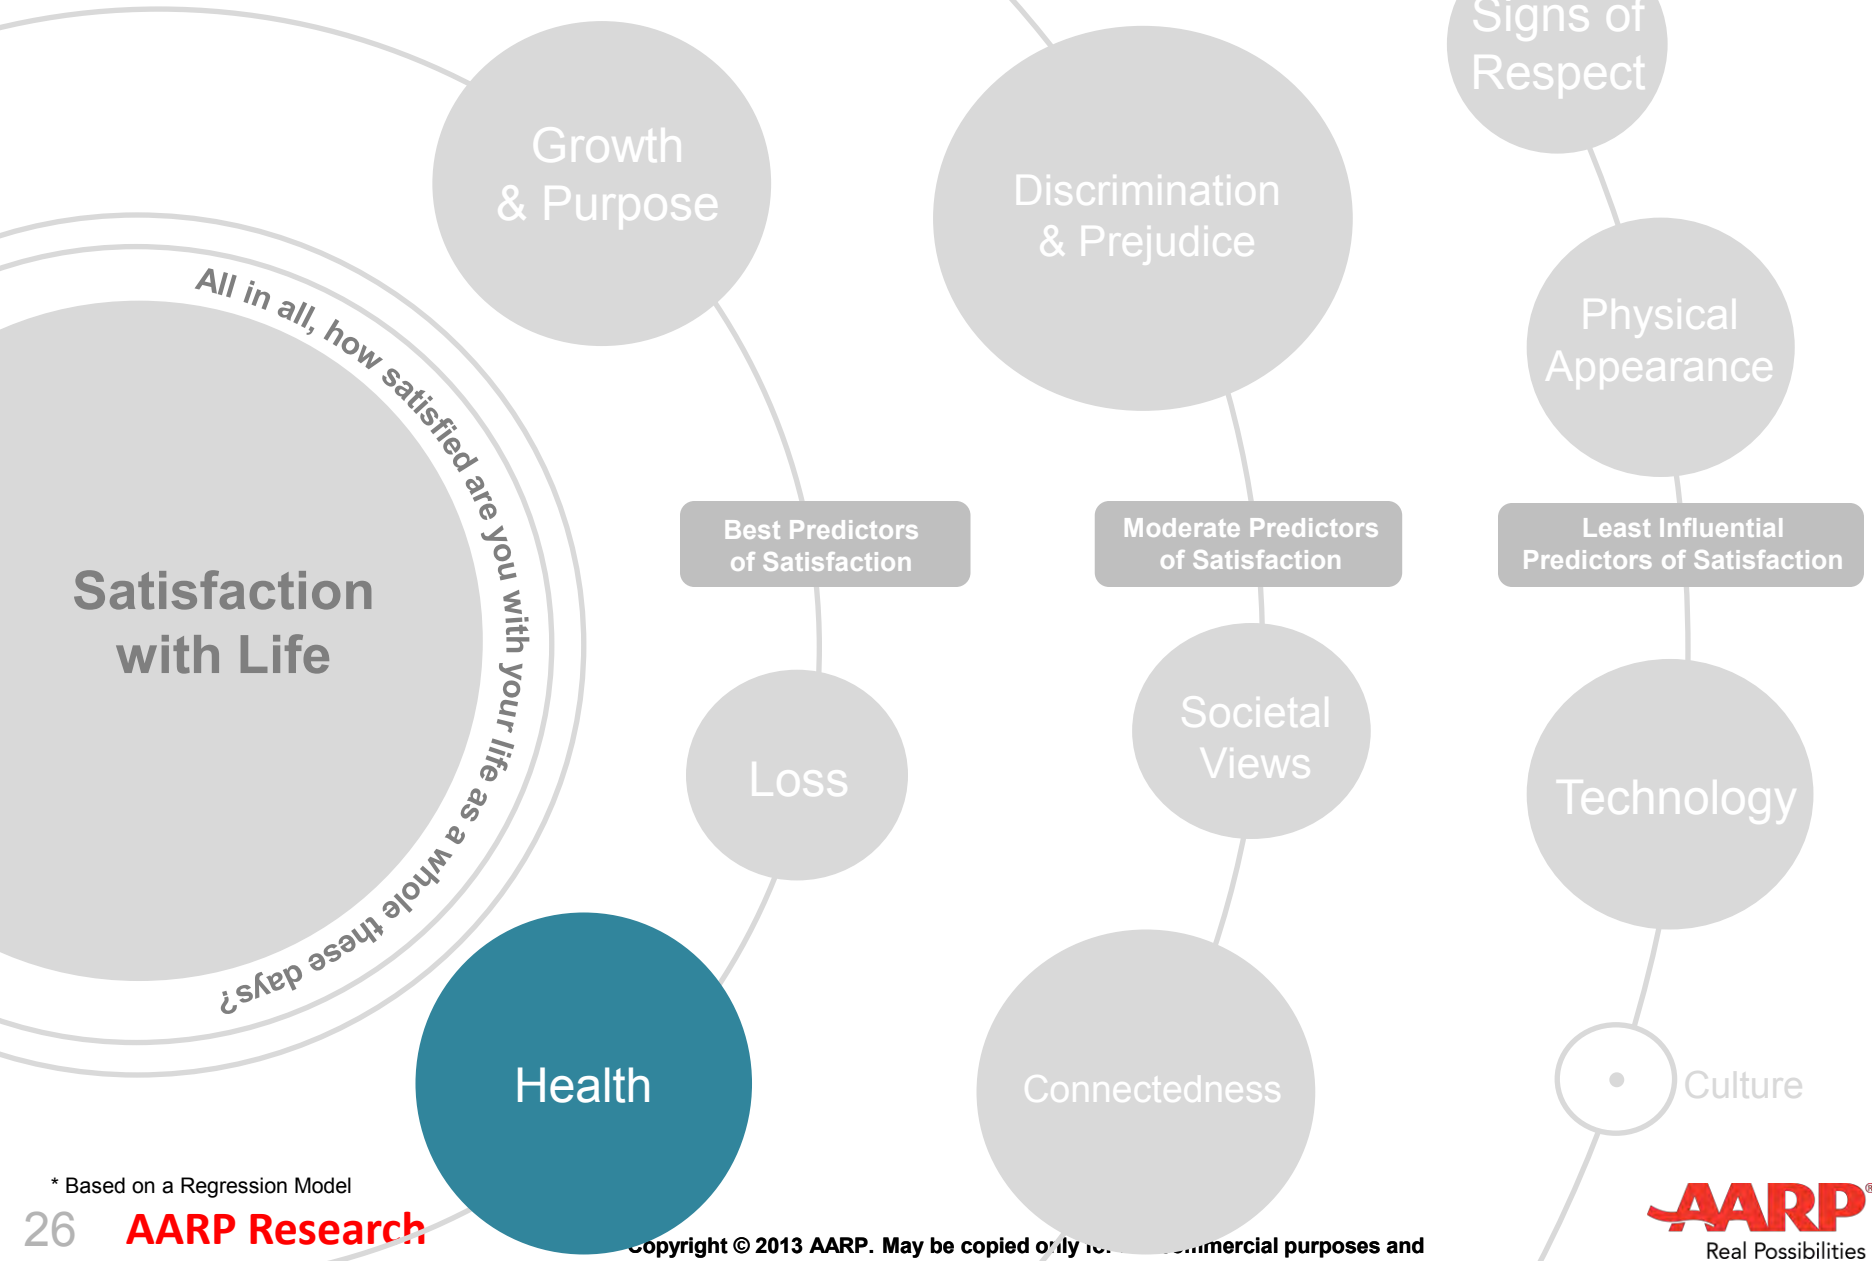 Signs of
Respect
Growth
& Purpose
Discrimination
& Prejudice
Physical
Appearance
All in all, how satisfied are you with your life as a whole these days?
Best Predictors
of Satisfaction
Moderate Predictors
of Satisfaction
Least Influential
Predictors of Satisfaction
Satisfaction
with Life
Loss
Societal
Views
Technology
Health
Connectedness
Culture
* Based on a Regression Model
26
AARP Research
Copyright © 2013 AARP. May be copied only commercial purposes and
AARP®
Real Possibilities